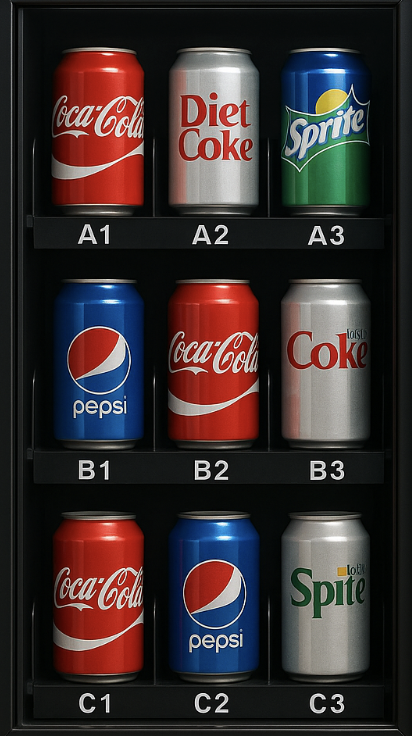 Coca-Cola
Diet
Coke
Sprite
A1 A2 A3
pepsi
Coca-Cola
Coke
B1 B2 B3
Coca-Cola
pepsi
Spite
C1 C2 C3